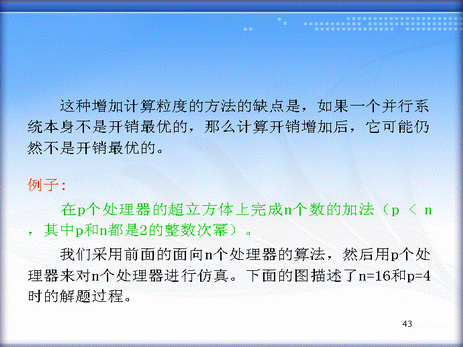 这种增加计算粒度的方法的缺点是，如果一个并行系
统本身不是开销最优的，那么计算开销增加后，它可能仍
然不是开销最优的。
例子：
在p个处理器的超立方体上完成n个数的加法（p < n
，其中p和n都是2的整数次幂）。
我们采用前面的面向n个处理器的算法，然后用p个处
理器来对n个处理器进行仿真。下面的图描述了n=16和p=4
时的解题过程。
43